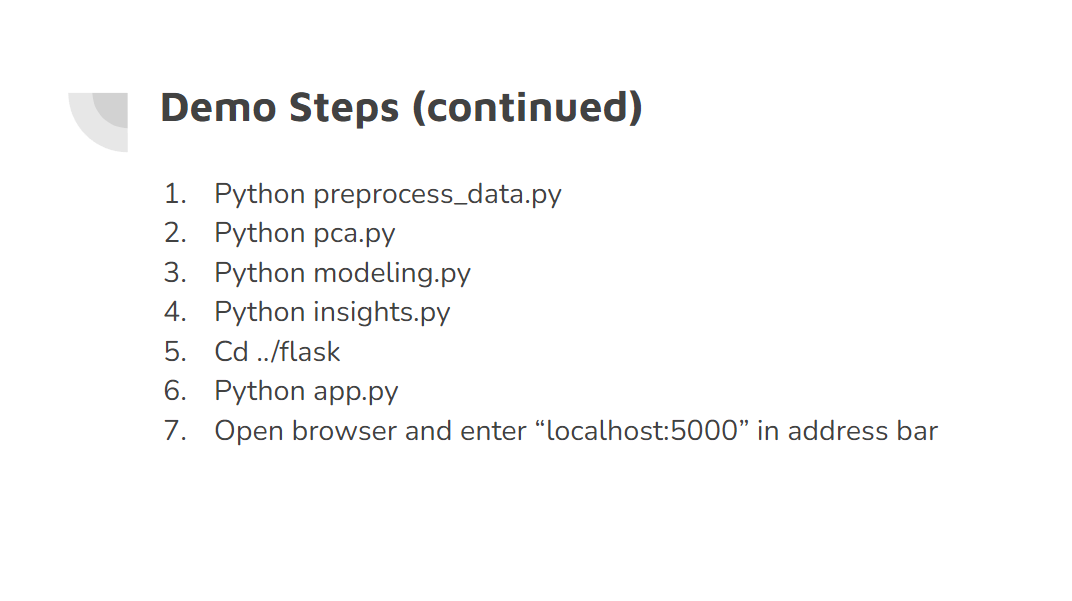 Demo Steps (continued)
1. Python preprocess_data.py
2. Python pca.py
3. Python modeling.py
4. Python insights.py
5. Cd ../flask
6. Python app.py
7. Open browser and enter “localhost:5000” in address bar